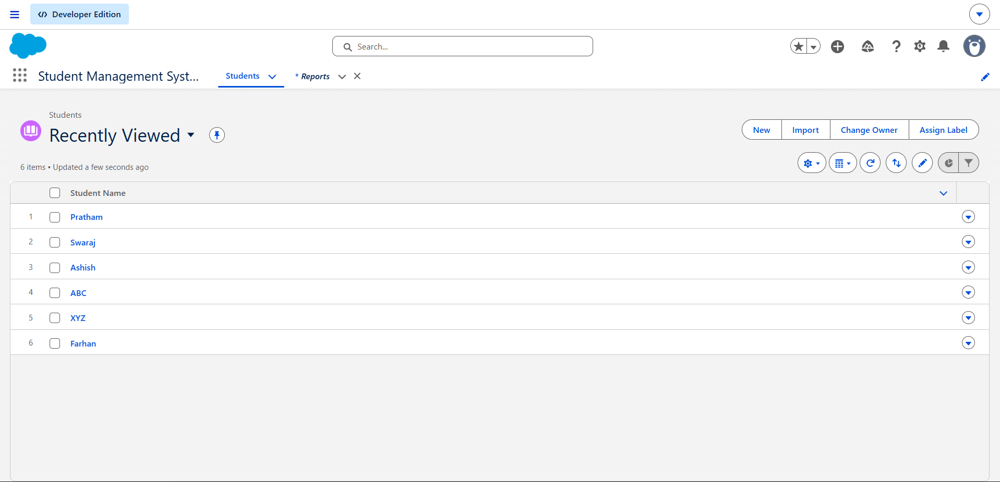 Developer Edition
Search...
Student Management Syst...
Students
* Reports
Students
Recently Viewed
New
Import
Change Owner
Assign Label
6 items • Updated a few seconds ago
Student Name
1 Pratham
2 Swaraj
3 Ashish
4 ABC
5 XYZ
6 Farhan